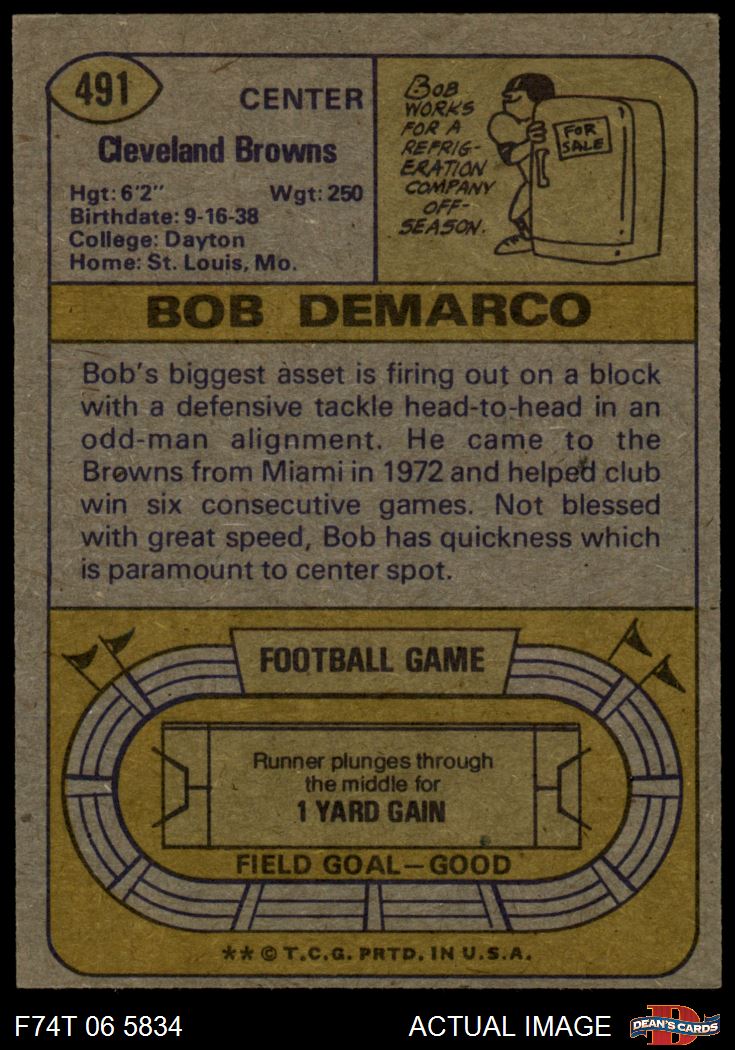 491
CENTER
Cleveland Browns
Hgt: 6'2" Wgt: 250
Birthdate: 9-16-38
College: Dayton
Home: St. Louis, Mo.
BOB
WORKS
FOR A
REFRIG-
ERATION
COMPANY
OFF-
SEASON.
FOR
SALE
BOB DEMARCO
Bob's biggest asset is firing out on a block
with a defensive tackle head-to-head in an
odd-man alignment. He came to the
Browns from Miami in 1972 and helped club
win six consecutive games. Not blessed
with great speed, Bob has quickness which
is paramount to center spot.
FOOTBALL GAME
Runner plunges through
the middle for
1 YARD GAIN
FIELD GOAL—GOOD
** © T.C.G. PRTD. IN U.S.A.
F74T 06 5834
ACTUAL IMAGE
DEAN'S CARDS